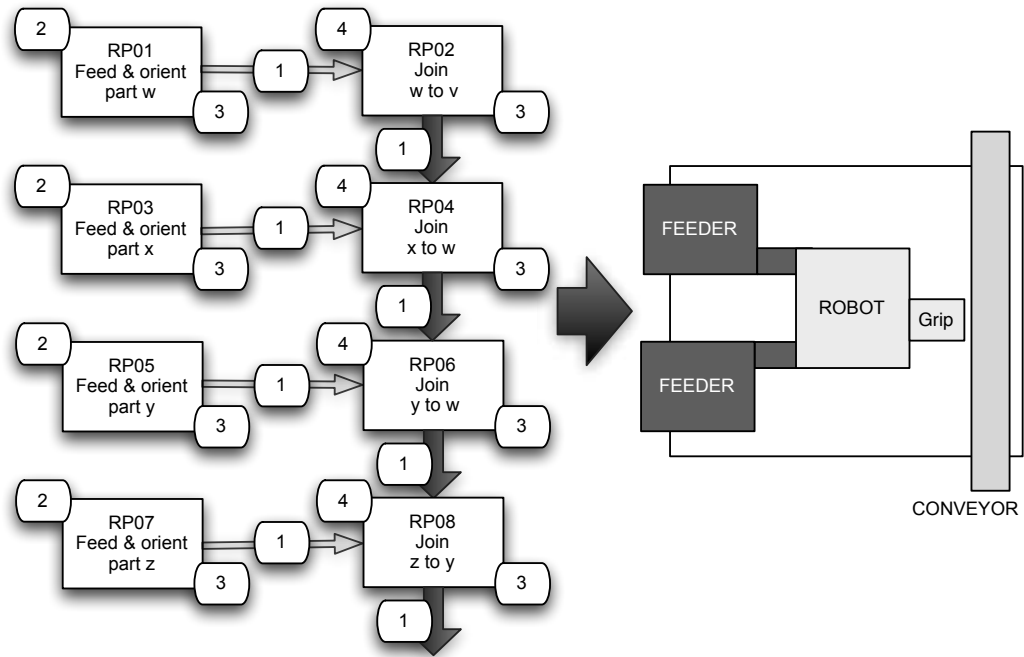 2
RP01
Feed & orient
part w
3
1
4
RP02
Join
w to v
3
1
2
RP03
Feed & orient
part x
3
1
4
RP04
Join
x to w
3
1
2
RP05
Feed & orient
part y
3
1
4
RP06
Join
y to w
3
1
2
RP07
Feed & orient
part z
3
1
4
RP08
Join
z to y
3
1
FEEDER
ROBOT
Grip
FEEDER
CONVEYOR